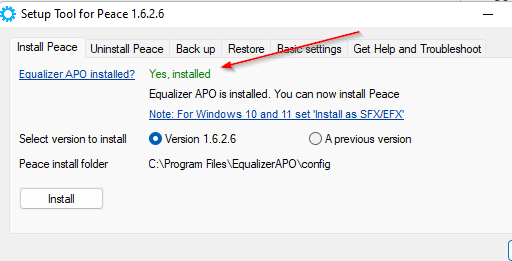 Setup Tool for Peace 1.6.2.6
Install Peace Uninstall Peace Back up Restore Basic settings Get Help and Troubleshoot
Equalizer APO installed? Yes, installed
Equalizer APO is installed. You can now install Peace
Note: For Windows 10 and 11 set 'Install as SFX/EFX'
Select version to install Version 1.6.2.6 A previous version
Peace install folder C:\Program Files\EqualizerAPO\config
Install